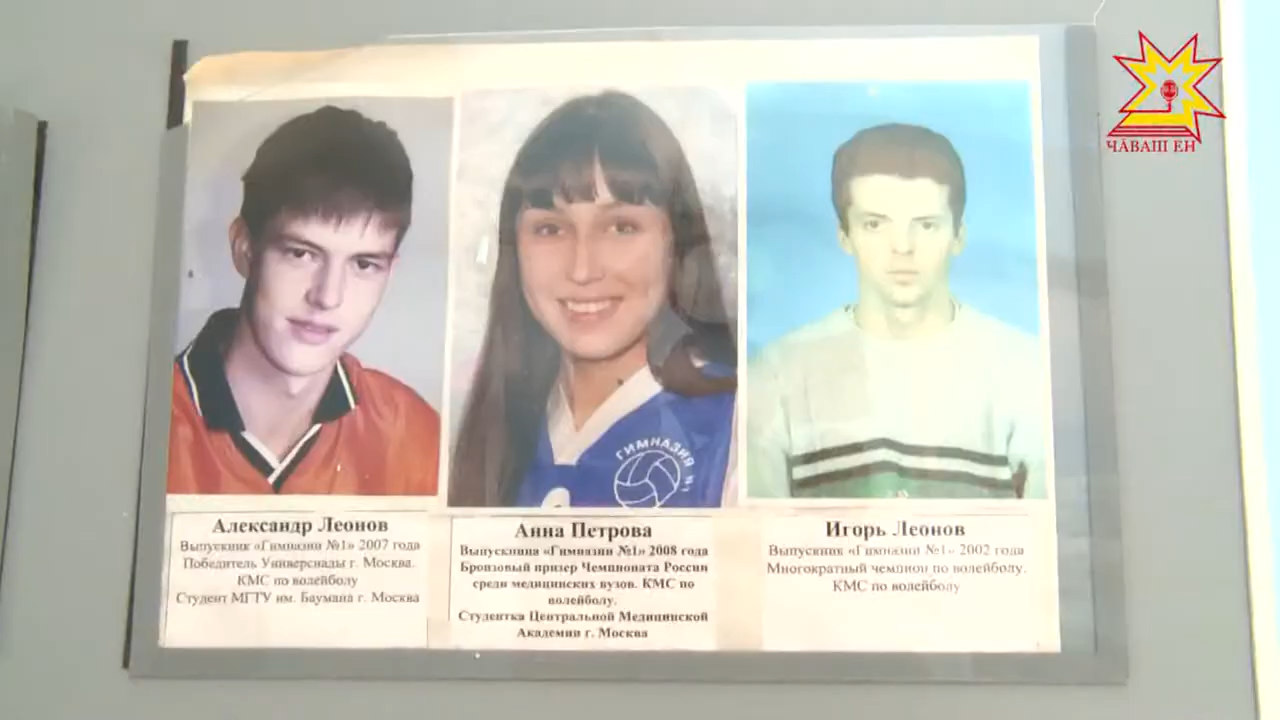 ЧĂВАШ ЕН
ГИМНАЗИЯ №1
Александр Леонов
Выпускник «Гимназии №1» 2007 года
Победитель Универсиады г. Москва.
КМС по волейболу
Студент МГТУ им. Баумана г. Москва
Анна Петрова
Выпускница «Гимназии №1» 2008 года
Бронзовый призер Чемпионата России
среди медицинских вузов. КМС по
волейболу.
Студентка Центральной Медицинской
Академии г. Москва
Игорь Леонов
Выпускник «Гимназии №1» 2002 года
Многократный чемпион по волейболу.
КМС по волейболу